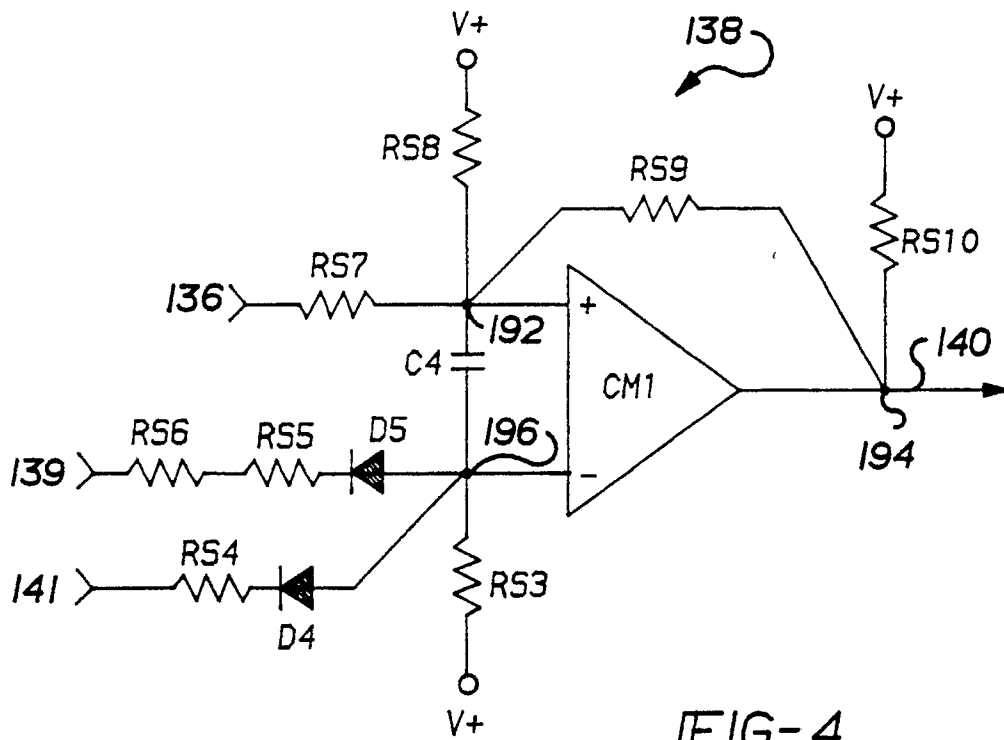 138
V+
V+
RS8
RS9
RS10
RS7
136
+
192
C4
CM1
140
196
194
RS6
RS5
D5
139
−
RS4
RS3
141
D4
V+
FIG-4